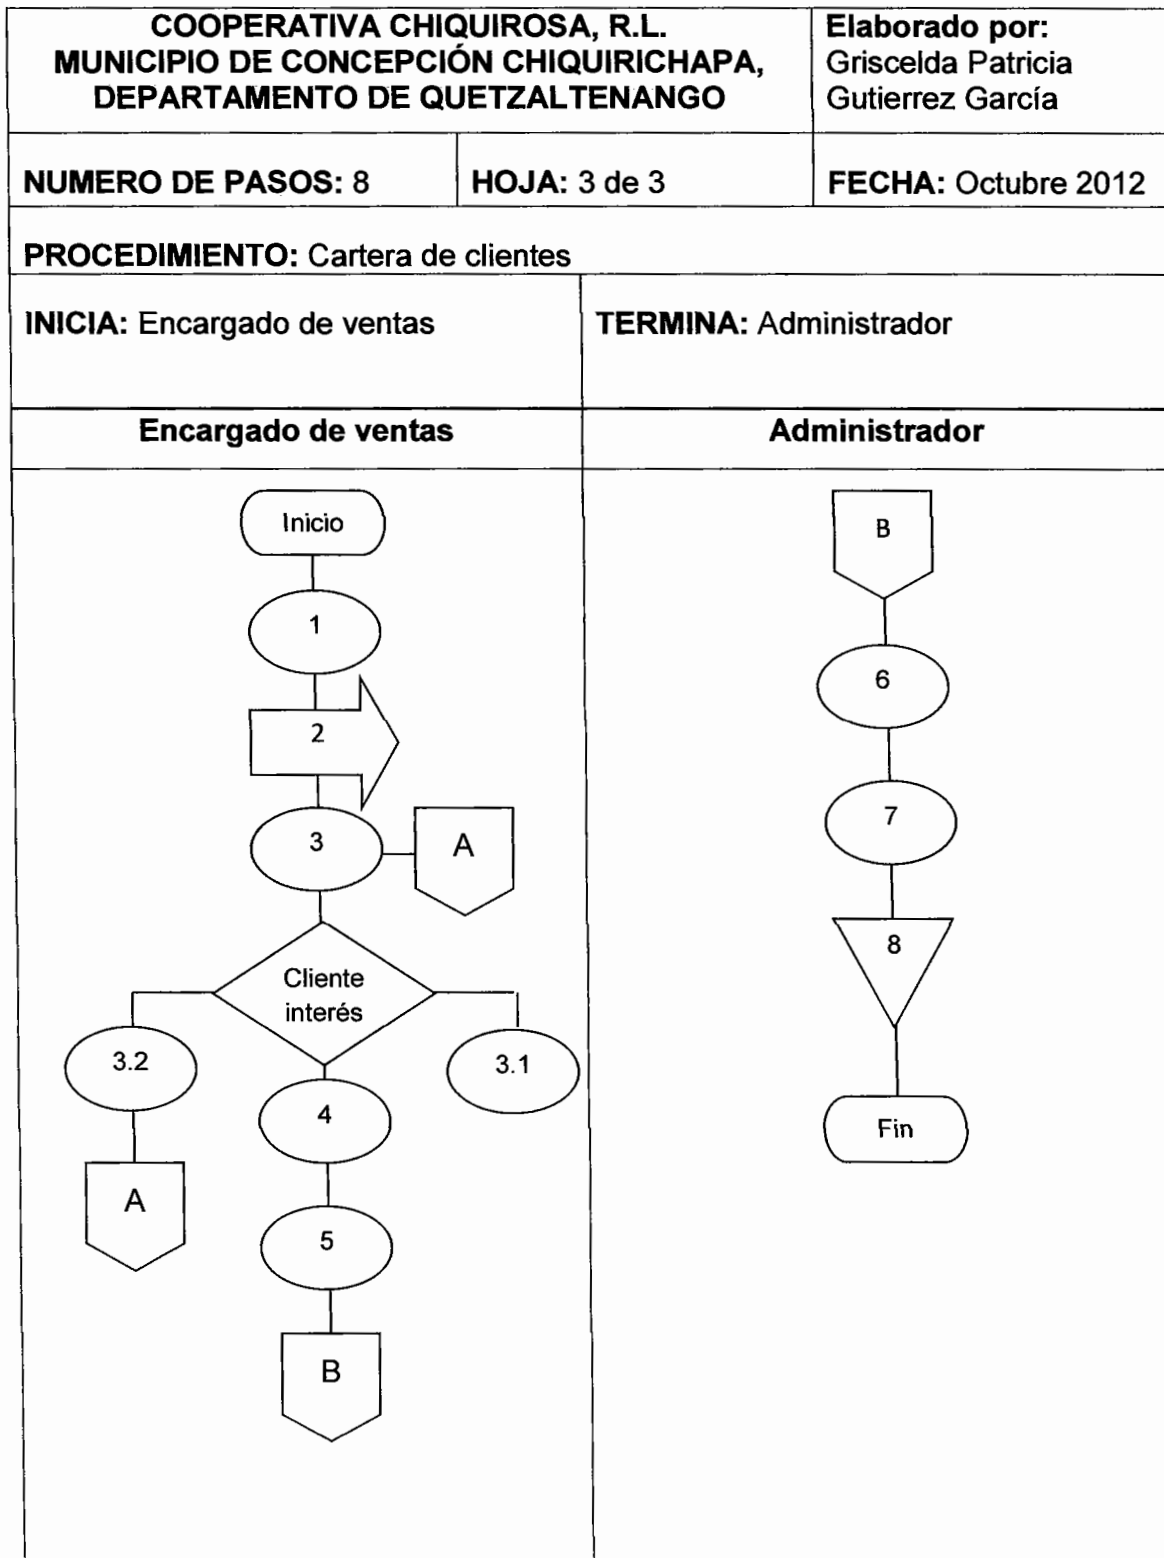 COOPERATIVA CHIQUIROSA, R.L.
MUNICIPIO DE CONCEPCIÓN CHIQUIRICHAPA,
DEPARTAMENTO DE QUETZALTENANGO
Elaborado por:
Griscelda Patricia
Gutierrez García
NUMERO DE PASOS: 8
HOJA: 3 de 3
FECHA: Octubre 2012
PROCEDIMIENTO: Cartera de clientes
INICIA: Encargado de ventas
TERMINA: Administrador
Encargado de ventas
Administrador
Inicio
1
2
3
A
Cliente
interés
3.2
3.1
4
A
5
B
B
6
7
8
Fin